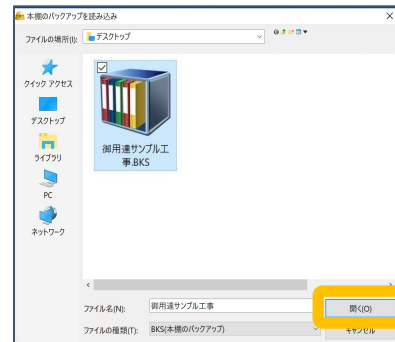 本棚のバックアップを読み込み
ファイルの場所(I):
デスクトップ
クイック アクセス
デスクトップ
ライブラリ
PC
ネットワーク
御用達サンプル工
事.BKS
ファイル名(N):
御用達サンプル工事
開く(O)
ファイルの種類(T):
BKS(本棚のバックアップ)
キャンセル